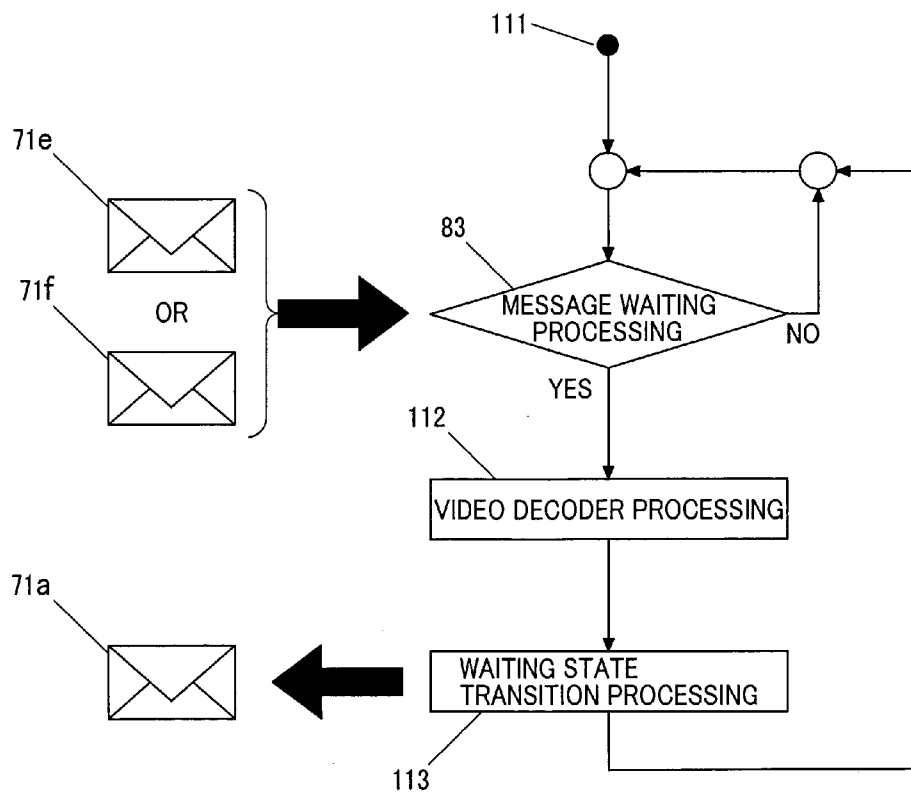 111
71e
83
71f
OR
MESSAGE WAITING
PROCESSING
NO
YES
112
VIDEO DECODER PROCESSING
71a
WAITING STATE
TRANSITION PROCESSING
113